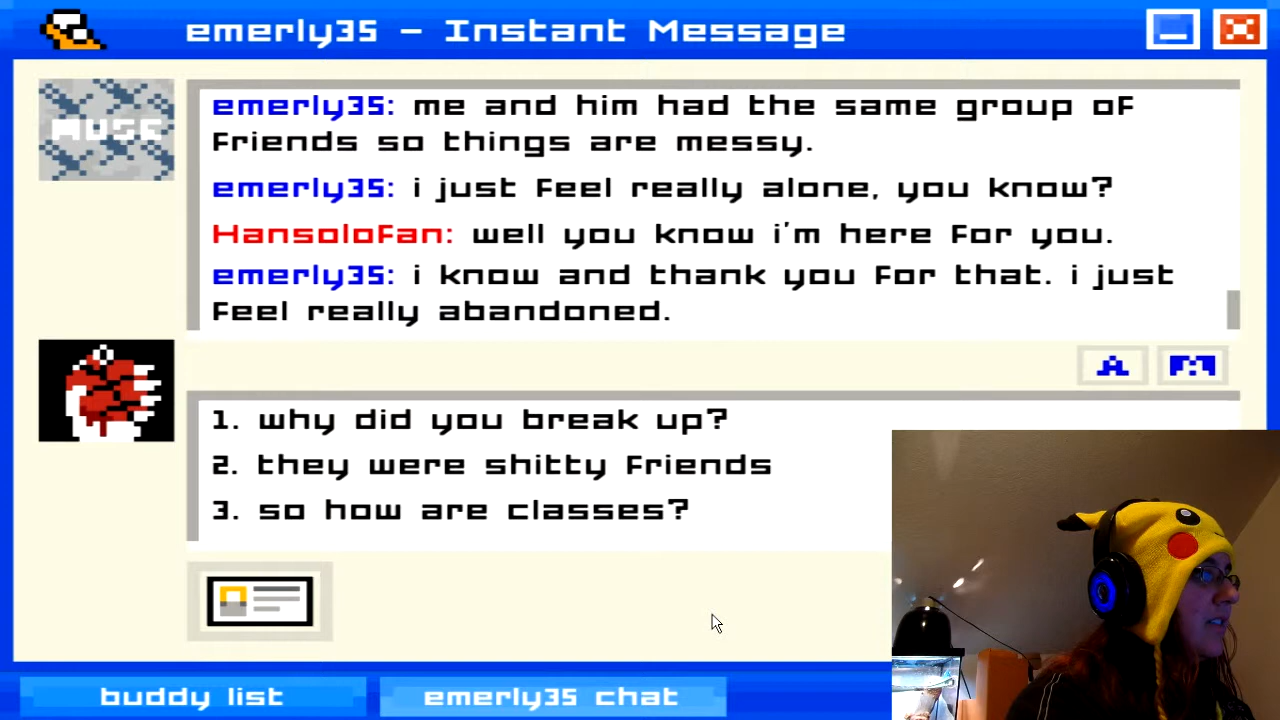 emerly35 - Instant Message
MUSE
emerly35: me and him had the same group of
friends so things are messy.
emerly35: i just feel really alone, you know?
HansoloFan: well you know i'm here for you.
emerly35: i know and thank you for that. i just
feel really abandoned.
A
1. why did you break up?
2. they were shitty friends
3. so how are classes?
buddy list
emerly35 chat